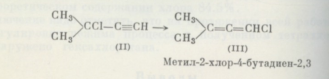 CH₃ CH₃
CCl—C≡CH → C=C=CHCl
CH₃ CH₃
(II) (III)
Метил-2-хлор-4-бутадиен-2,3